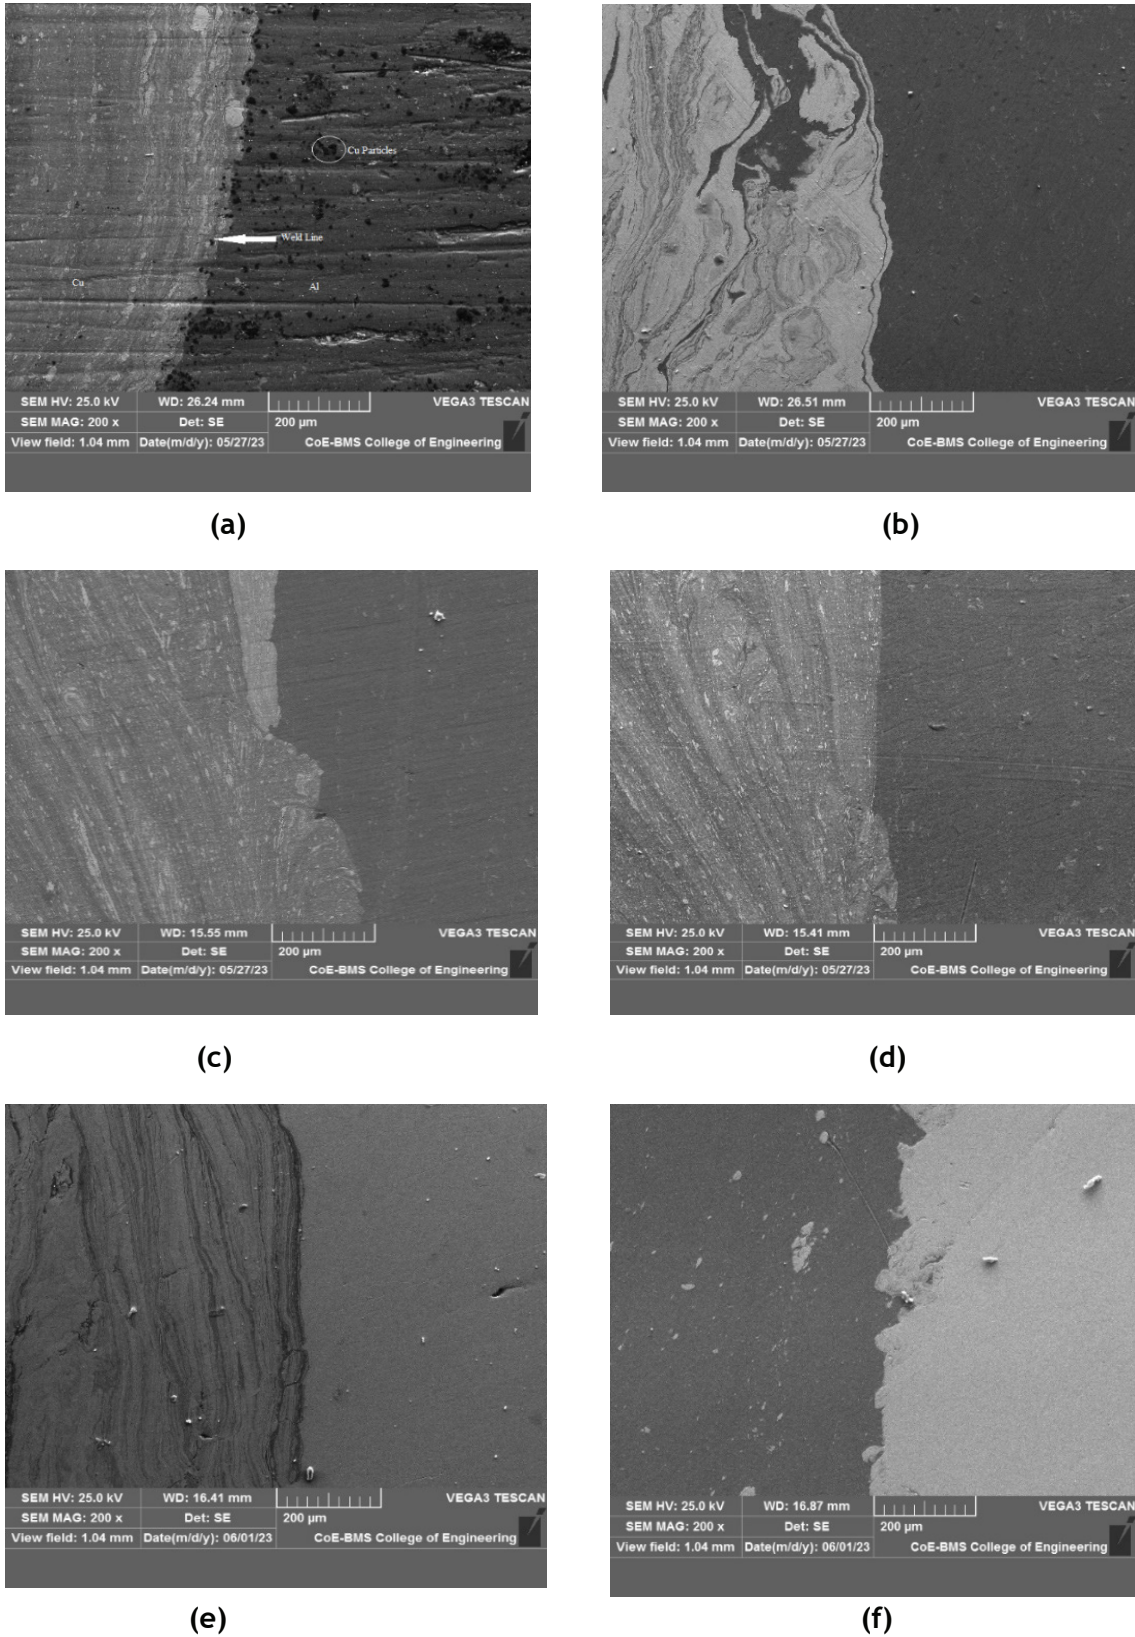 Cu Particles
Weld Line
Cu
Al
SEM HV: 25.0 kV WD: 26.24 mm VEGA3 TESCAN
SEM MAG: 200 x Det: SE 200 µm
View field: 1.04 mm Date(m/d/y): 05/27/23 CoE-BMS College of Engineering
(a)
SEM HV: 25.0 kV WD: 26.51 mm VEGA3 TESCAN
SEM MAG: 200 x Det: SE 200 µm
View field: 1.04 mm Date(m/d/y): 05/27/23 CoE-BMS College of Engineering
(b)
SEM HV: 25.0 kV WD: 15.55 mm VEGA3 TESCAN
SEM MAG: 200 x Det: SE 200 µm
View field: 1.04 mm Date(m/d/y): 05/27/23 CoE-BMS College of Engineering
(c)
SEM HV: 25.0 kV WD: 15.41 mm VEGA3 TESCAN
SEM MAG: 200 x Det: SE 200 µm
View field: 1.04 mm Date(m/d/y): 05/27/23 CoE-BMS College of Engineering
(d)
SEM HV: 25.0 kV WD: 16.41 mm VEGA3 TESCAN
SEM MAG: 200 x Det: SE 200 µm
View field: 1.04 mm Date(m/d/y): 06/01/23 CoE-BMS College of Engineering
(e)
SEM HV: 25.0 kV WD: 16.87 mm VEGA3 TESCAN
SEM MAG: 200 x Det: SE 200 µm
View field: 1.04 mm Date(m/d/y): 06/01/23 CoE-BMS College of Engineering
(f)